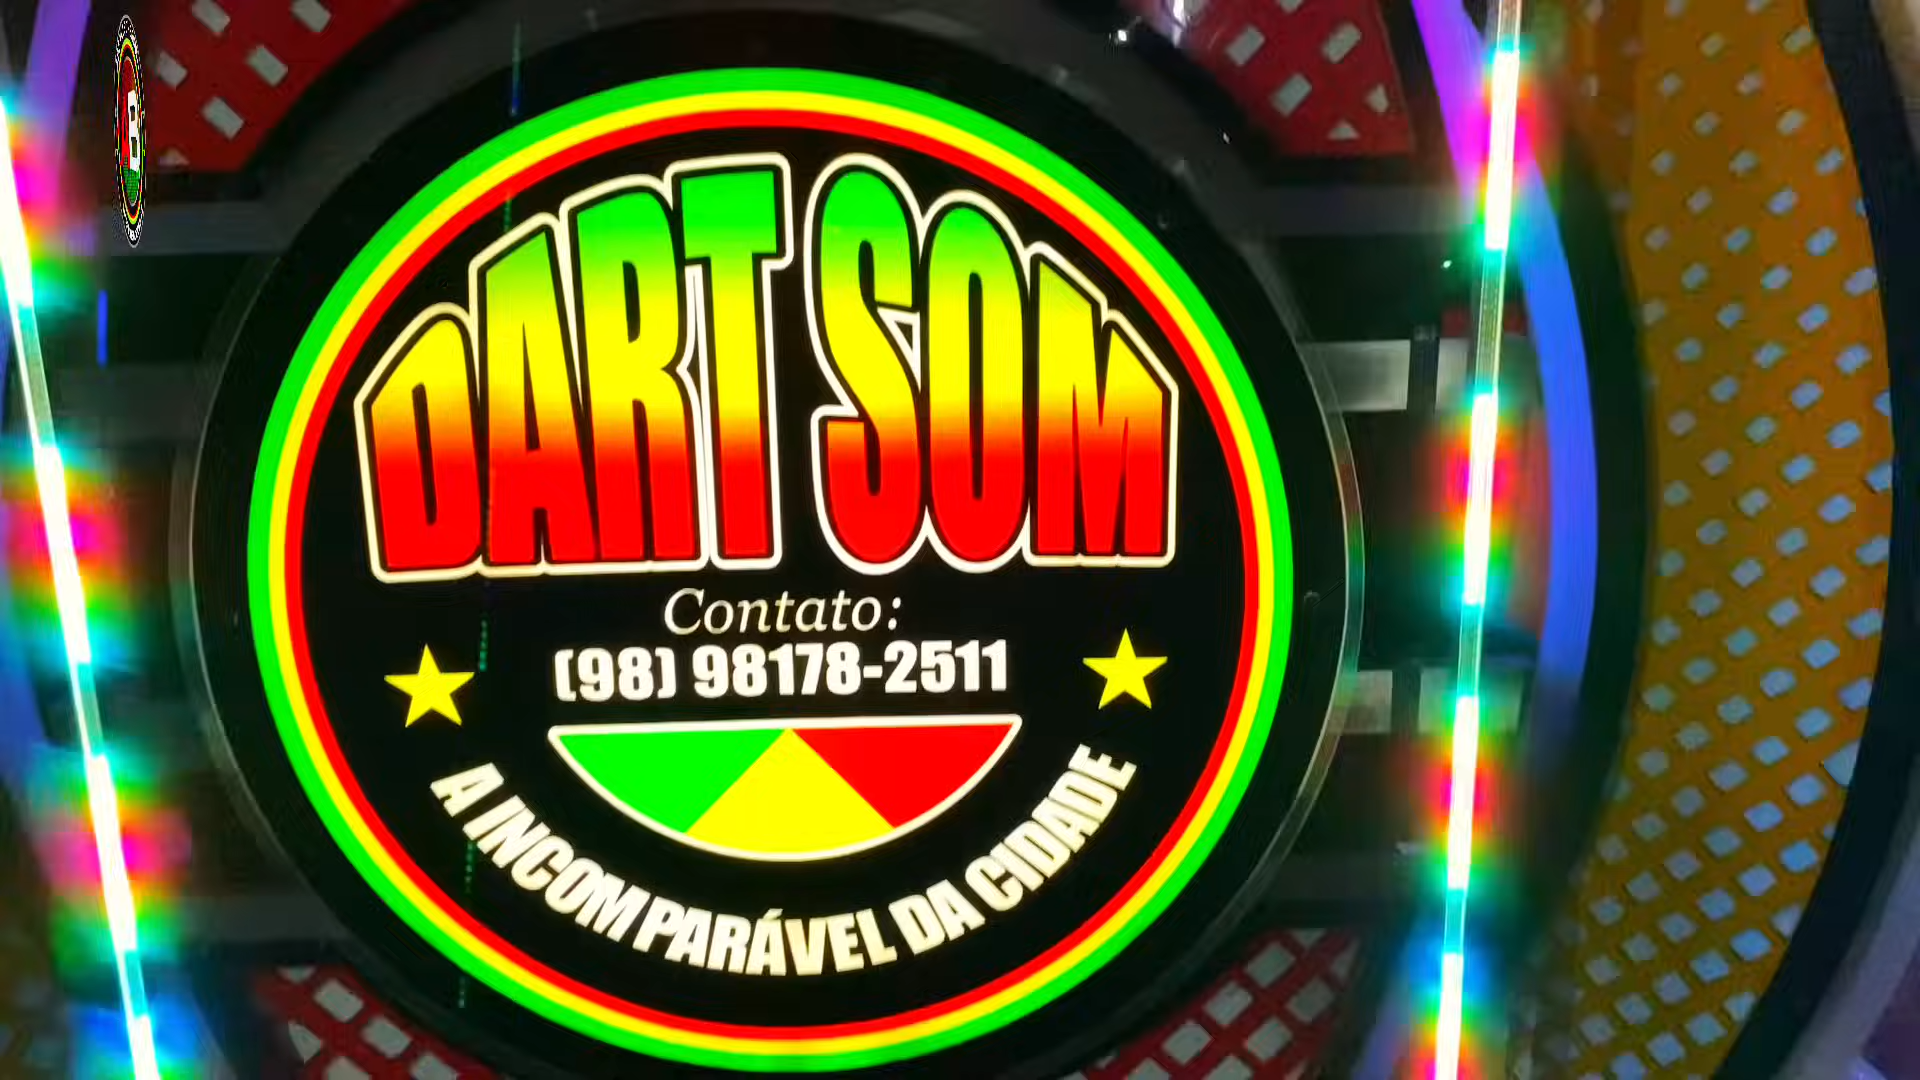 DART SOM
Contato:
(98) 98178-2511
A INCOMPARÁVEL DA CIDADE
B